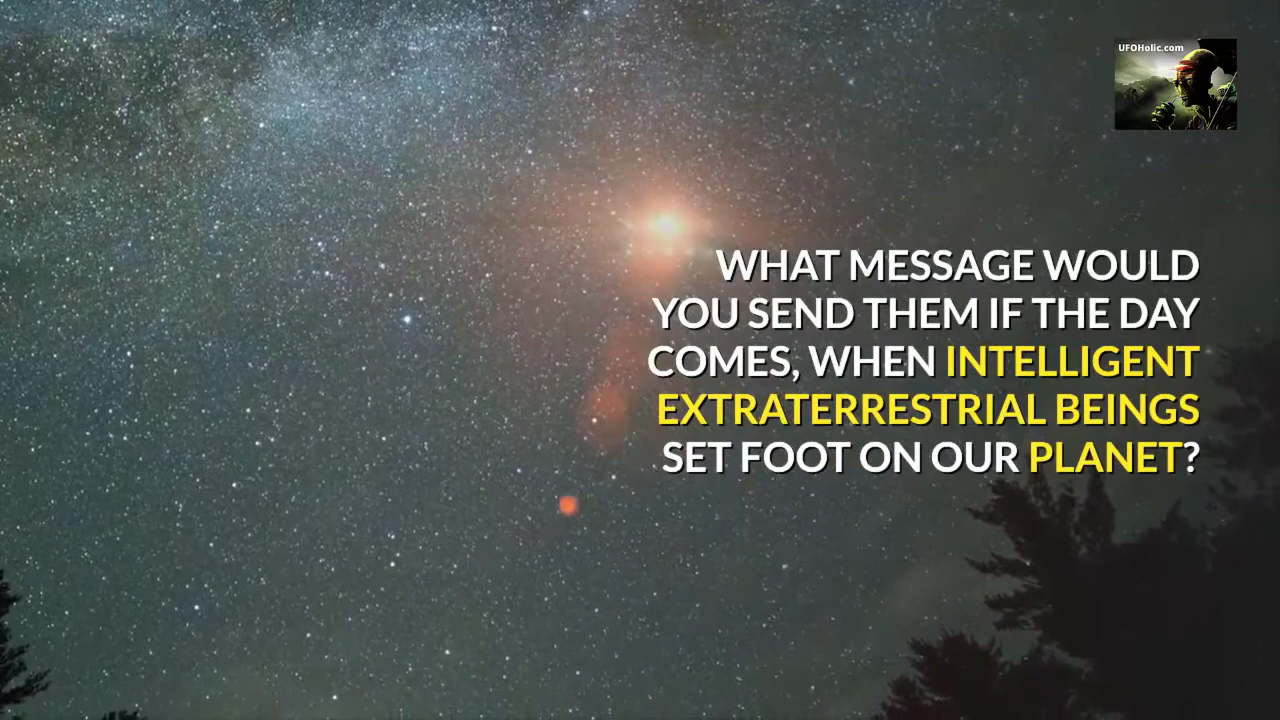 UFOHolic.com
WHAT MESSAGE WOULD
YOU SEND THEM IF THE DAY
COMES, WHEN INTELLIGENT
EXTRATERRESTRIAL BEINGS
SET FOOT ON OUR PLANET?